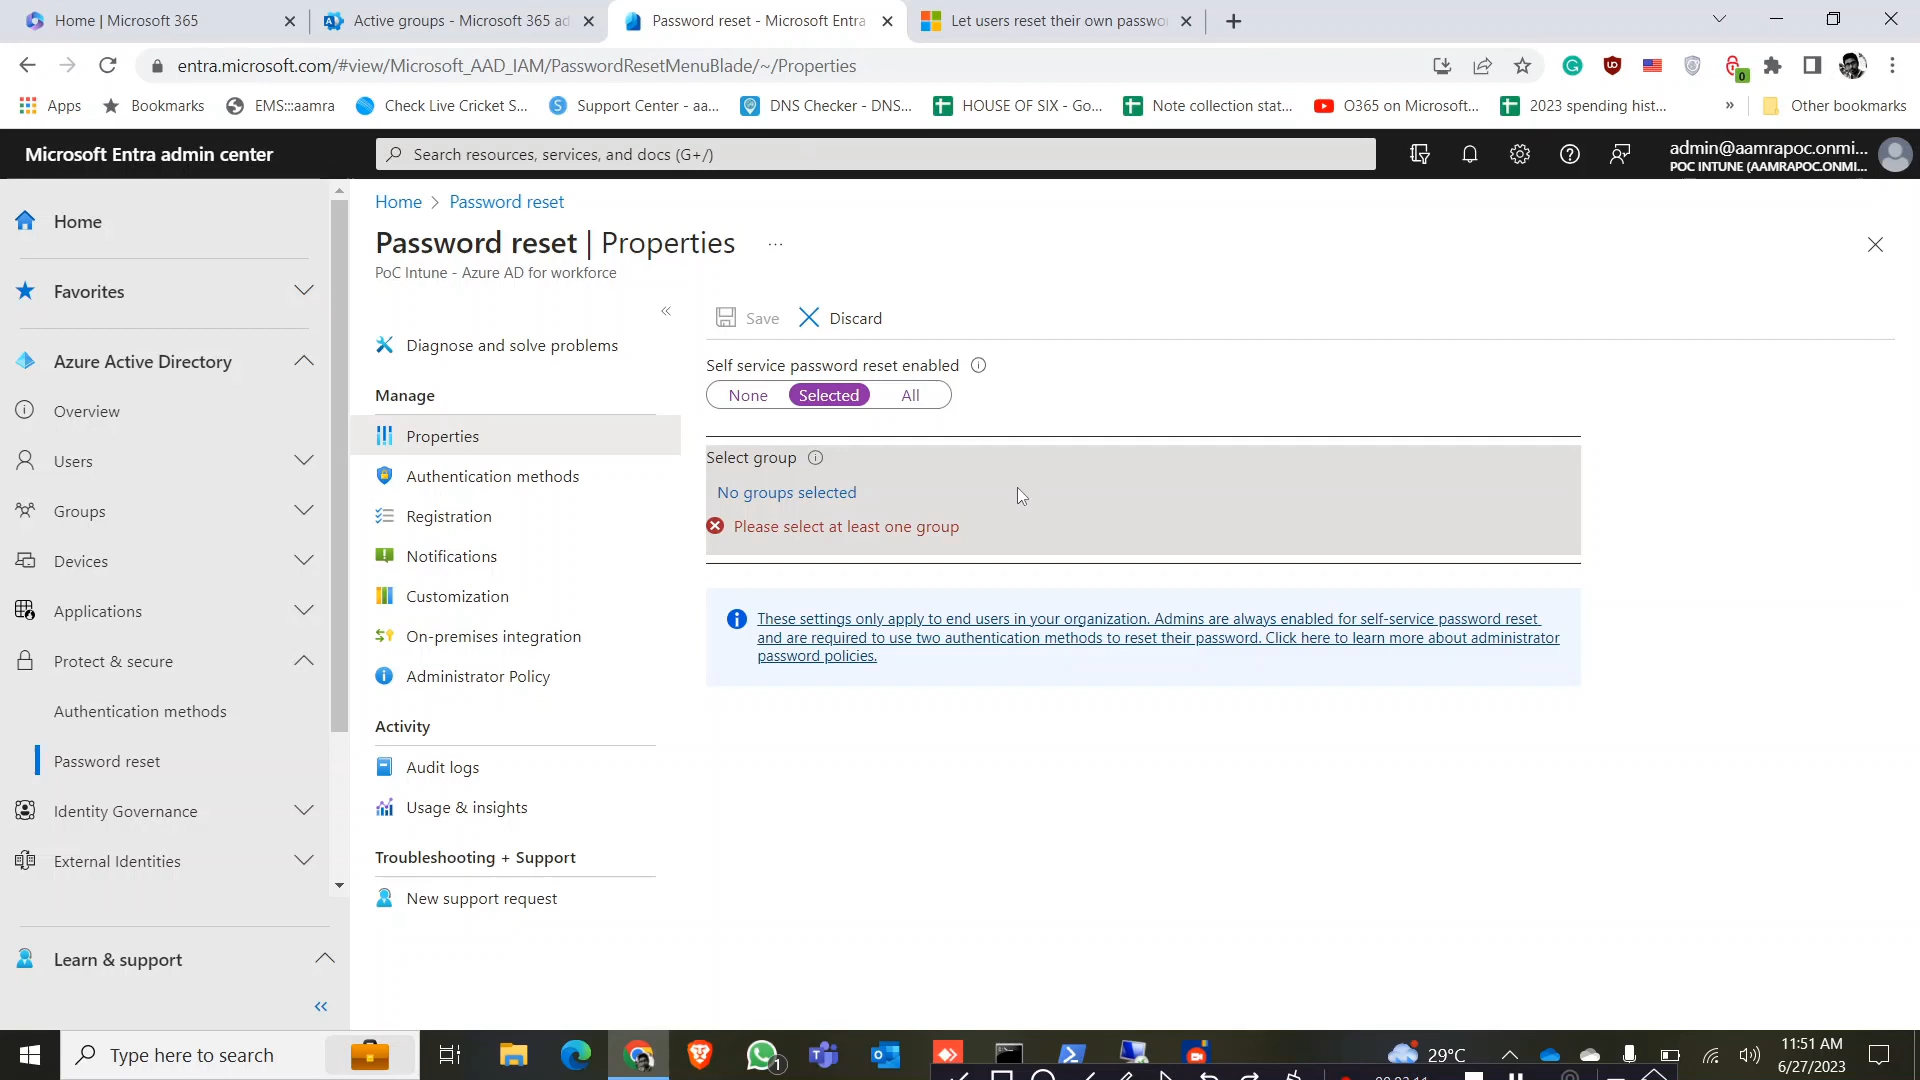 Home | Microsoft 365
Active groups - Microsoft 365 ad
Password reset - Microsoft Entra
Let users reset their own passwo
entra.microsoft.com/#view/Microsoft_AAD_IAM/PasswordResetMenuBlade/~/Properties
0
Apps
Bookmarks
EMS:::aamra
Check Live Cricket S...
Support Center - aa...
DNS Checker - DNS...
HOUSE OF SIX - Go...
Note collection stat...
O365 on Microsoft...
2023 spending hist...
»
Other bookmarks
Microsoft Entra admin center
Search resources, services, and docs (G+/)
admin@aamrapoc.onmi...
POC INTUNE (AAMRAPOC.ONMI...
Home
Favorites
Azure Active Directory
Overview
Users
Groups
Devices
Applications
Protect & secure
Authentication methods
Password reset
Identity Governance
External Identities
Learn & support
Home > Password reset
Password reset | Properties ...
PoC Intune - Azure AD for workforce
Diagnose and solve problems
Manage
Properties
Authentication methods
Registration
Notifications
Customization
On-premises integration
Administrator Policy
Activity
Audit logs
Usage & insights
Troubleshooting + Support
New support request
Save
Discard
Self service password reset enabled
None
Selected
All
Select group
No groups selected
Please select at least one group
These settings only apply to end users in your organization. Admins are always enabled for self-service password reset
and are required to use two authentication methods to reset their password. Click here to learn more about administrator
password policies.
Type here to search
1
29°C
11:51 AM
6/27/2023